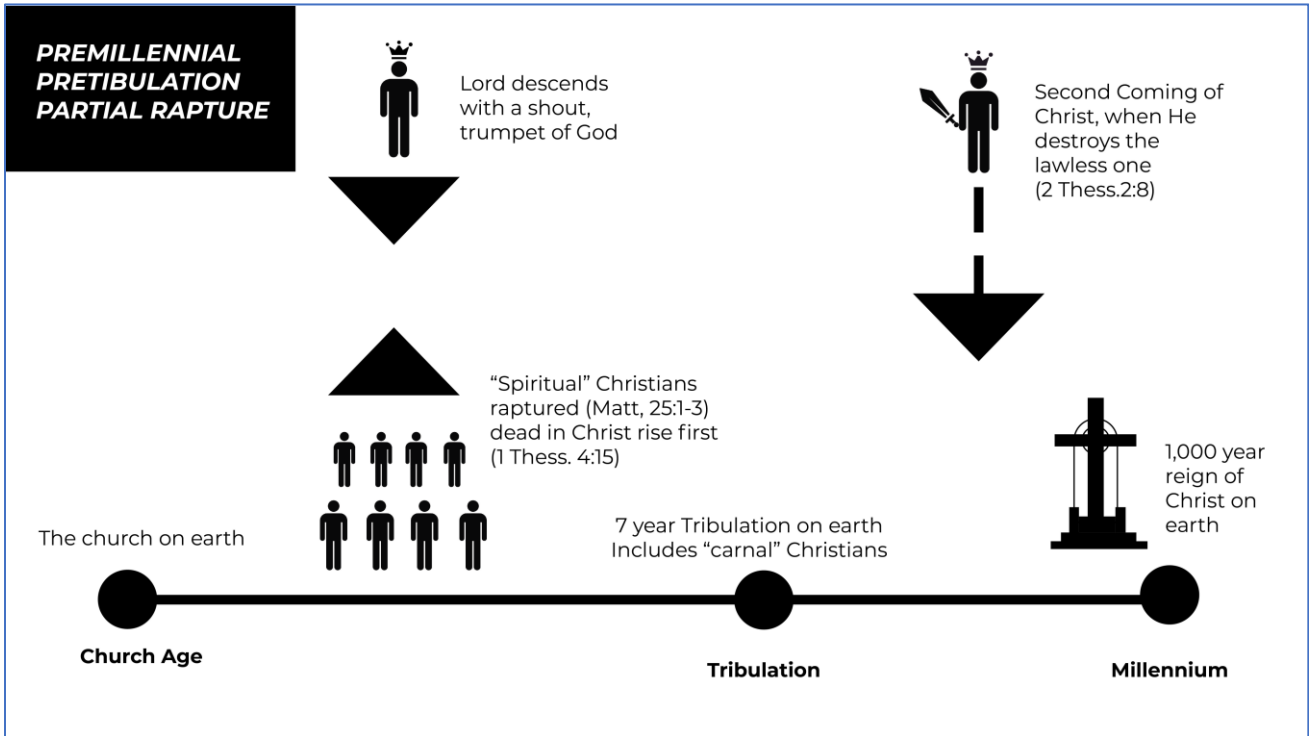 PREMILLENNIAL
PRETIBULATION
PARTIAL RAPTURE
Lord descends
with a shout,
trumpet of God
Second Coming of
Christ, when He
destroys the
lawless one
(2 Thess.2:8)
“Spiritual” Christians
raptured (Matt, 25:1-3)
dead in Christ rise first
(1 Thess. 4:15)
1,000 year
reign of
Christ on
earth
The church on earth
7 year Tribulation on earth
Includes “carnal” Christians
Church Age
Tribulation
Millennium